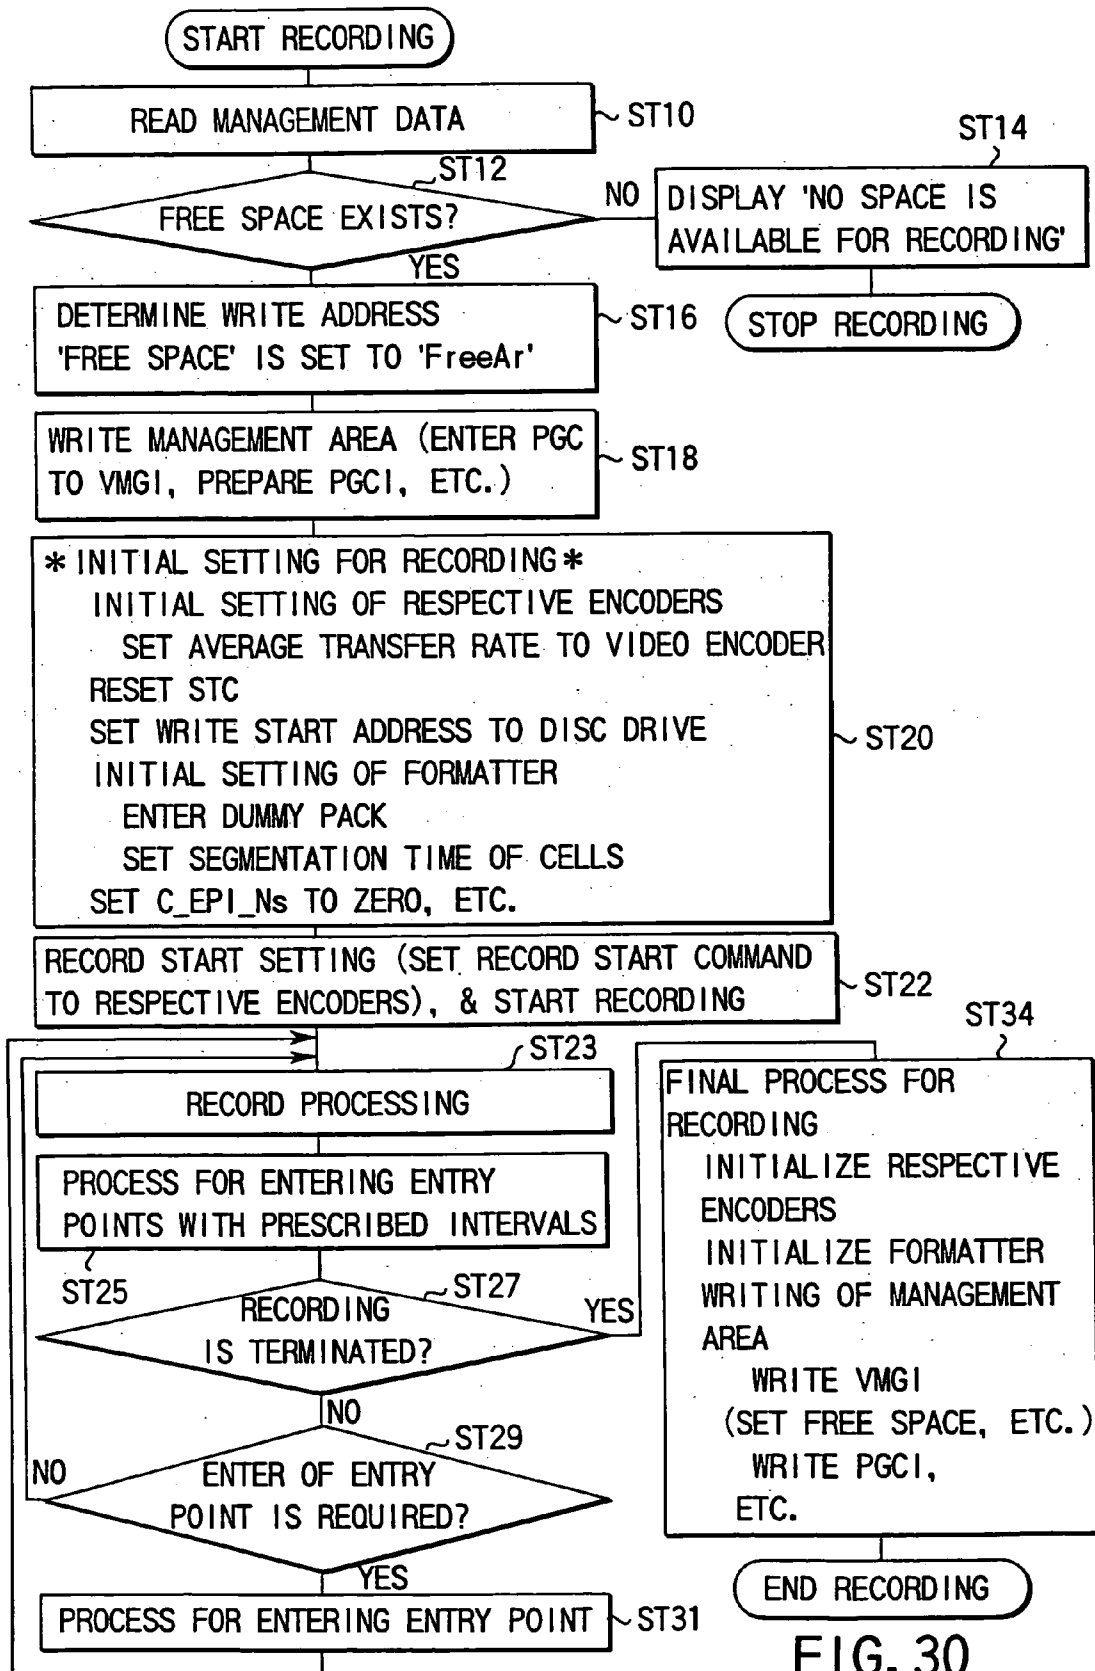 START RECORDING
READ MANAGEMENT DATA
ST10
ST12
FREE SPACE EXISTS?
NO
YES
ST14
DISPLAY 'NO SPACE IS
AVAILABLE FOR RECORDING'
STOP RECORDING
DETERMINE WRITE ADDRESS
'FREE SPACE' IS SET TO 'FreeAr'
ST16
WRITE MANAGEMENT AREA (ENTER PGC
TO VMGI, PREPARE PGCI, ETC.)
ST18
* INITIAL SETTING FOR RECORDING *
INITIAL SETTING OF RESPECTIVE ENCODERS
SET AVERAGE TRANSFER RATE TO VIDEO ENCODER
RESET STC
SET WRITE START ADDRESS TO DISC DRIVE
INITIAL SETTING OF FORMATTER
ENTER DUMMY PACK
SET SEGMENTATION TIME OF CELLS
SET C_EPI_Ns TO ZERO, ETC.
ST20
RECORD START SETTING (SET RECORD START COMMAND
TO RESPECTIVE ENCODERS), & START RECORDING
ST22
ST23
RECORD PROCESSING
PROCESS FOR ENTERING ENTRY
POINTS WITH PRESCRIBED INTERVALS
ST25
ST27
RECORDING
IS TERMINATED?
YES
NO
ST29
ENTER OF ENTRY
POINT IS REQUIRED?
NO
YES
PROCESS FOR ENTERING ENTRY POINT
ST31
ST34
FINAL PROCESS FOR
RECORDING
INITIALIZE RESPECTIVE
ENCODERS
INITIALIZE FORMATTER
WRITING OF MANAGEMENT
AREA
WRITE VMGI
(SET FREE SPACE, ETC.)
WRITE PGCI,
ETC.
END RECORDING
FIG. 30